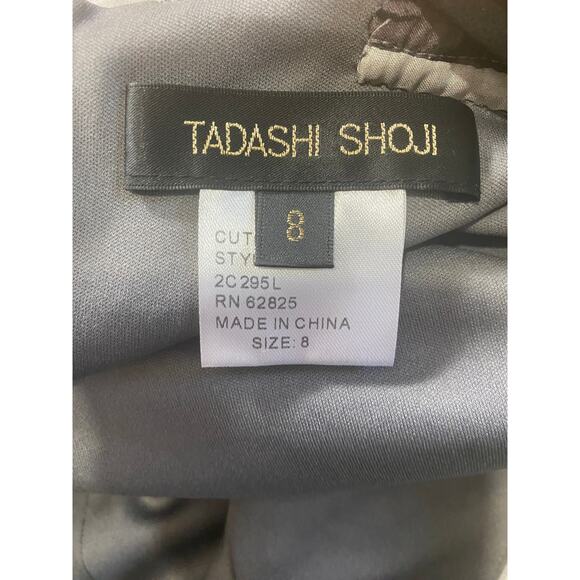 TADASHI SHOJI
8
CUT
STY
2C295L
RN 62825
MADE IN CHINA
SIZE: 8